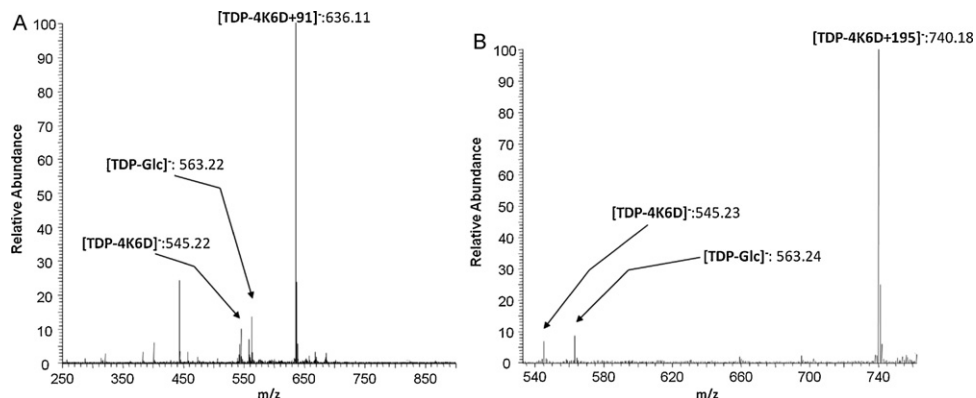 A
[TDP-4K6D+91]⁻:636.11
100
90
80
70
60
50
40
30
20
10
0
Relative Abundance
[TDP-Glc]⁻: 563.22
[TDP-4K6D]⁻:545.22
250
450
650
850
m/z
B
[TDP-4K6D+195]⁻:740.18
100
90
80
70
60
50
40
30
20
10
0
Relative Abundance
[TDP-4K6D]⁻:545.23
[TDP-Glc]⁻: 563.24
540
580
620
660
700
740
m/z